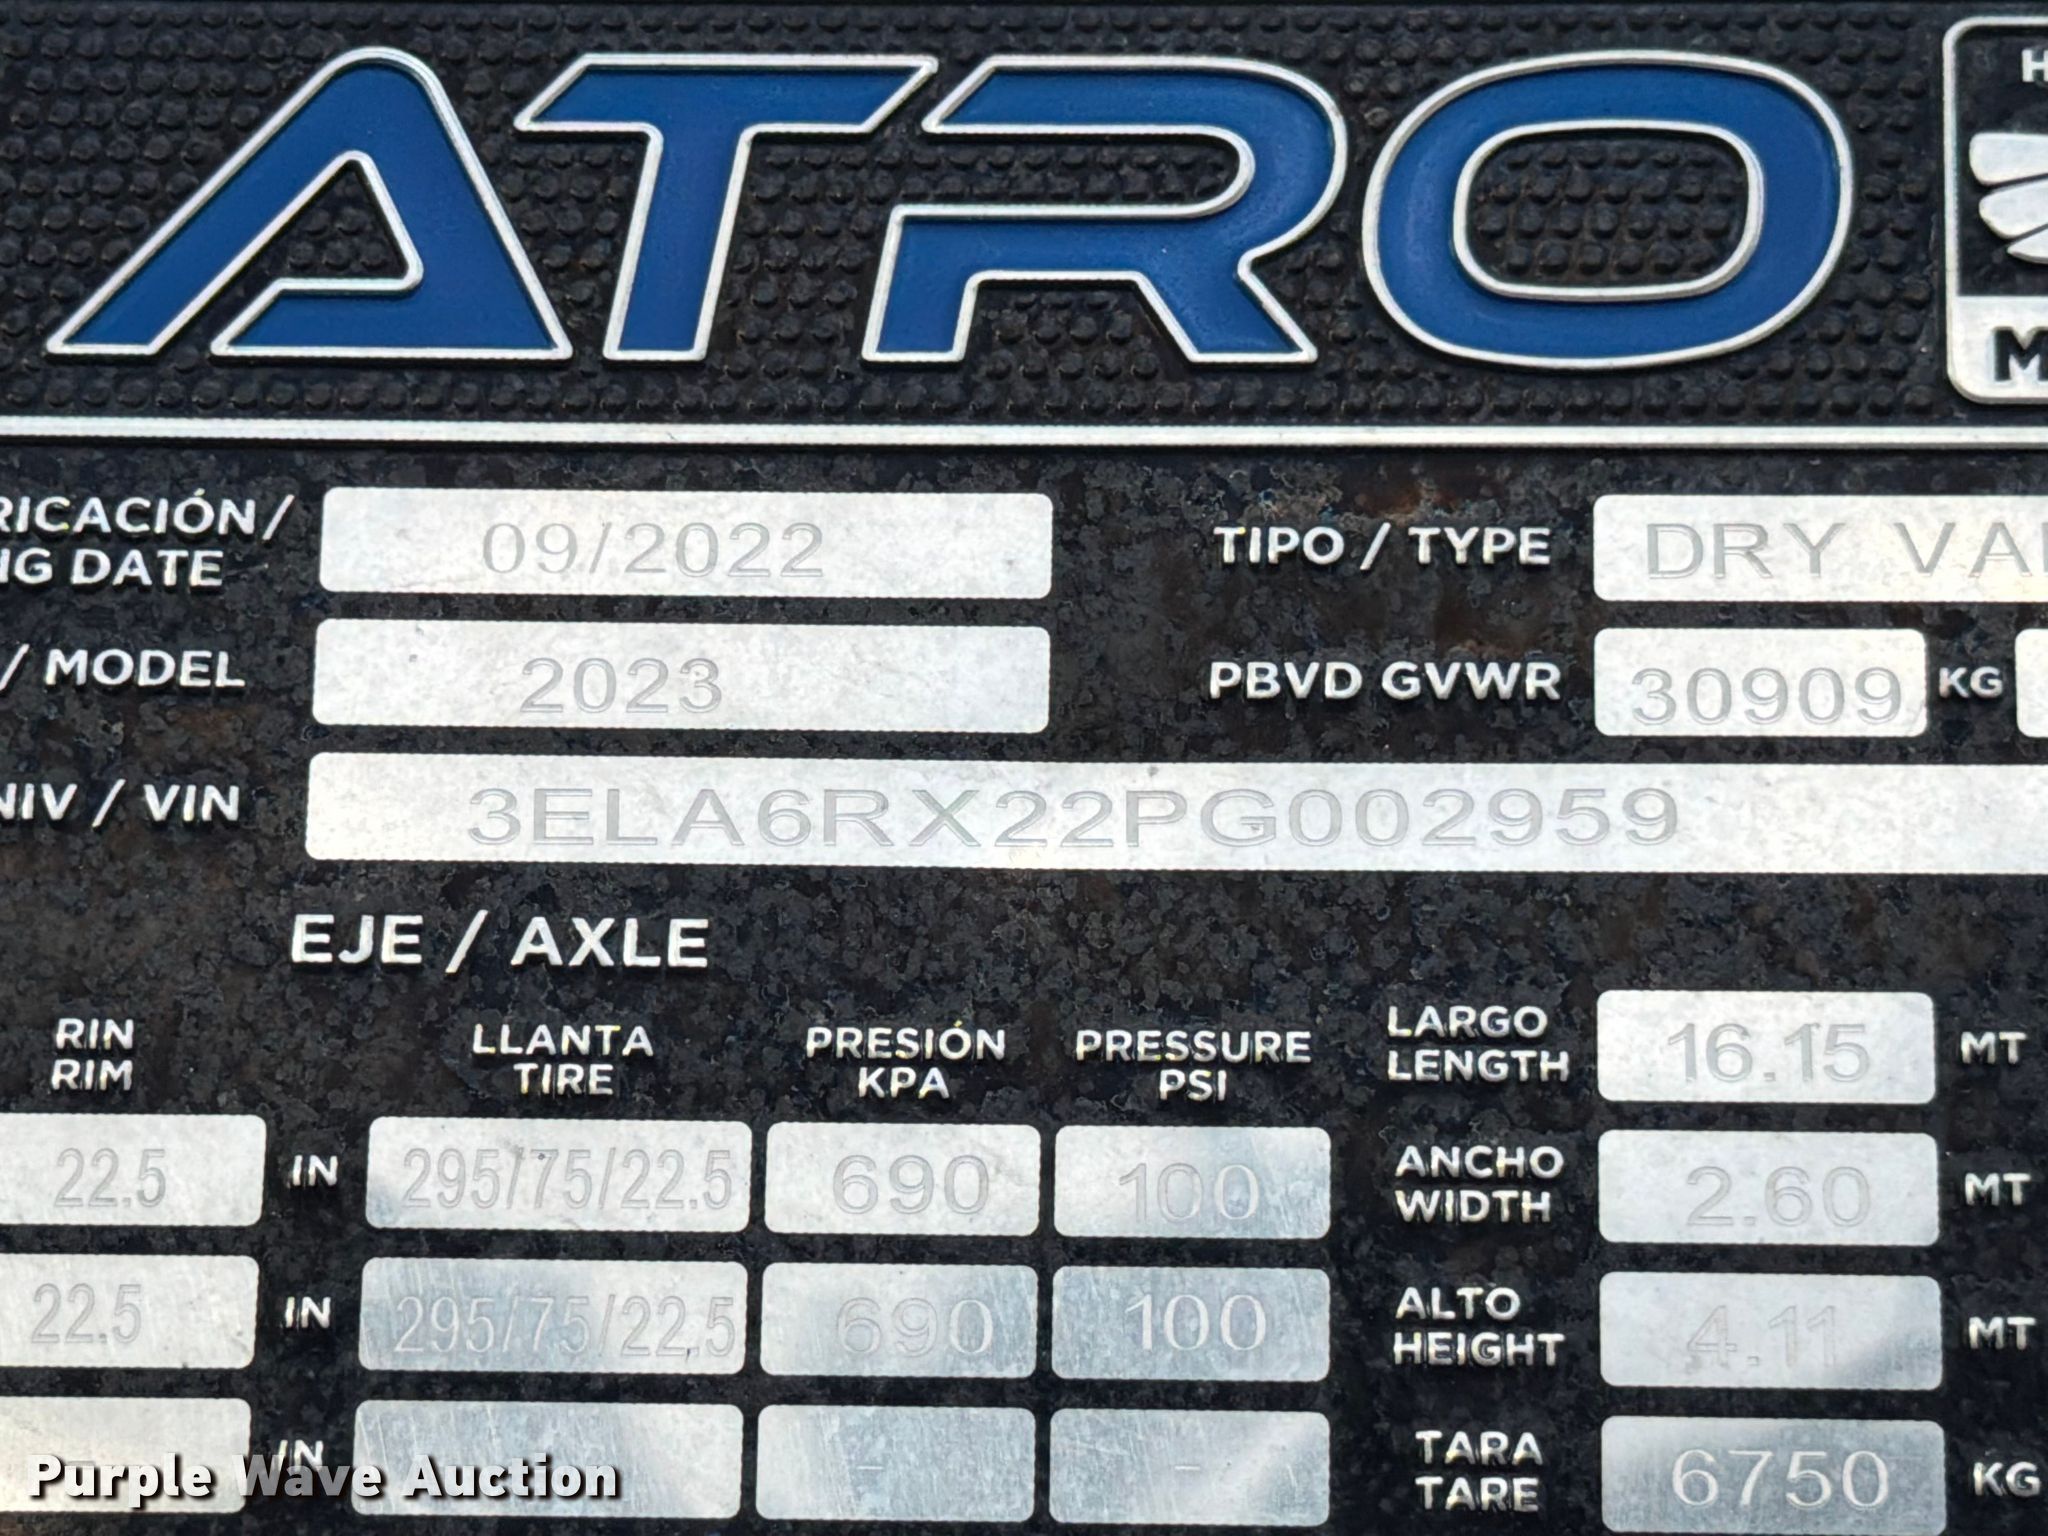 ATRO
H
M
RICACIÓN/ 09/2022 TIPO / TYPE DRY VAN
NG DATE
/ MODEL 2023 PBVD GVWR 30909 KG
NIV / VIN 3ELA6RX22PG002959
EJE / AXLE
RIN LLANTA PRESIÓN PRESSURE LARGO 16.15 MT
RIM TIRE KPA PSI LENGTH
22.5 IN 295/75/22.5 690 100 ANCHO 2.60 MT
WIDTH
22.5 IN 295/75/22.5 690 100 ALTO 4.11 MT
HEIGHT
IN - - - TARA 6750 KG
TARE
Purple Wave Auction